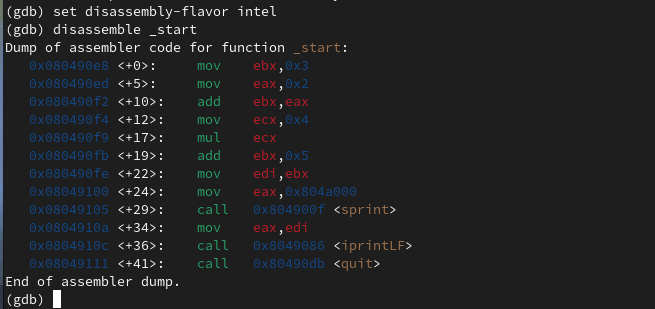 (gdb) set disassembly-flavor intel
(gdb) disassemble _start
Dump of assembler code for function _start:
   0x080490e8 <+0>:     mov    ebx,0x3
   0x080490ed <+5>:     mov    eax,0x2
   0x080490f2 <+10>:    add    ebx,eax
   0x080490f4 <+12>:    mov    ecx,0x4
   0x080490f9 <+17>:    mul    ecx
   0x080490fb <+19>:    add    ebx,0x5
   0x080490fe <+22>:    mov    edi,ebx
   0x08049100 <+24>:    mov    eax,0x804a000
   0x08049105 <+29>:    call   0x804900f <sprint>
   0x0804910a <+34>:    mov    eax,edi
   0x0804910c <+36>:    call   0x8049086 <iprintLF>
   0x08049111 <+41>:    call   0x80490db <quit>
End of assembler dump.
(gdb)